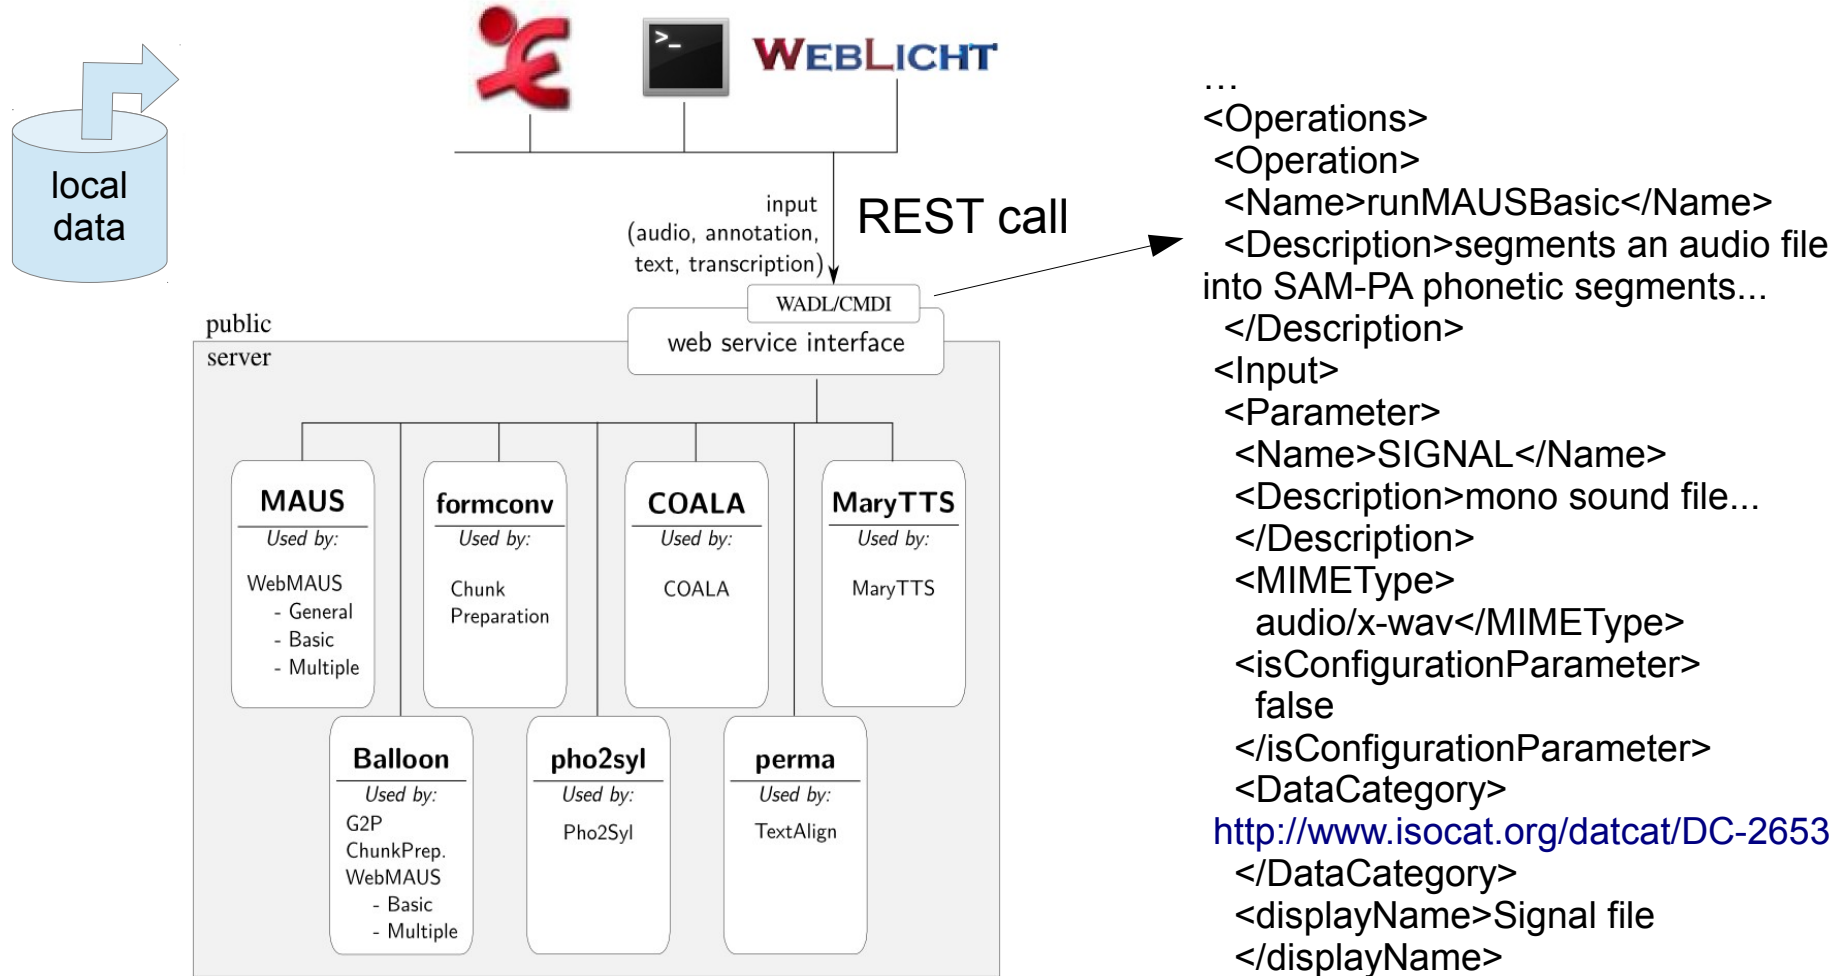 local
data
>_
WEBLICHT
input
(audio, annotation,
text, transcription)
REST call
WADL/CMDI
web service interface
public
server
MAUS
Used by:
WebMAUS
- General
- Basic
- Multiple
formconv
Used by:
Chunk
Preparation
COALA
Used by:
COALA
MaryTTS
Used by:
MaryTTS
Balloon
Used by:
G2P
ChunkPrep.
WebMAUS
- Basic
- Multiple
pho2syl
Used by:
Pho2Syl
perma
Used by:
TextAlign
...
<Operations>
<Operation>
<Name>runMAUSBasic</Name>
<Description>segments an audio file
into SAM-PA phonetic segments...
</Description>
<Input>
<Parameter>
<Name>SIGNAL</Name>
<Description>mono sound file...
</Description>
<MIMEType>
audio/x-wav</MIMEType>
<isConfigurationParameter>
false
</isConfigurationParameter>
<DataCategory>
http://www.isocat.org/datcat/DC-2653
</DataCategory>
<displayName>Signal file
</displayName>